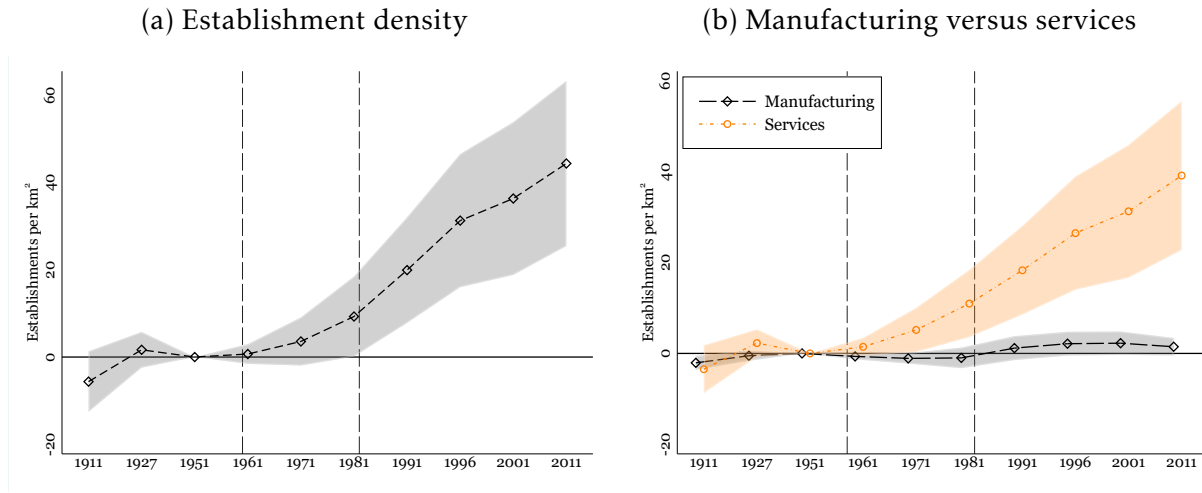 (a) Establishment density
Establishments per km²
60
40
20
0
-20
1911 1927 1951 1961 1971 1981 1991 1996 2001 2011
(b) Manufacturing versus services
Establishments per km²
60
40
20
0
-20
Manufacturing
Services
1911 1927 1951 1961 1971 1981 1991 1996 2001 2011